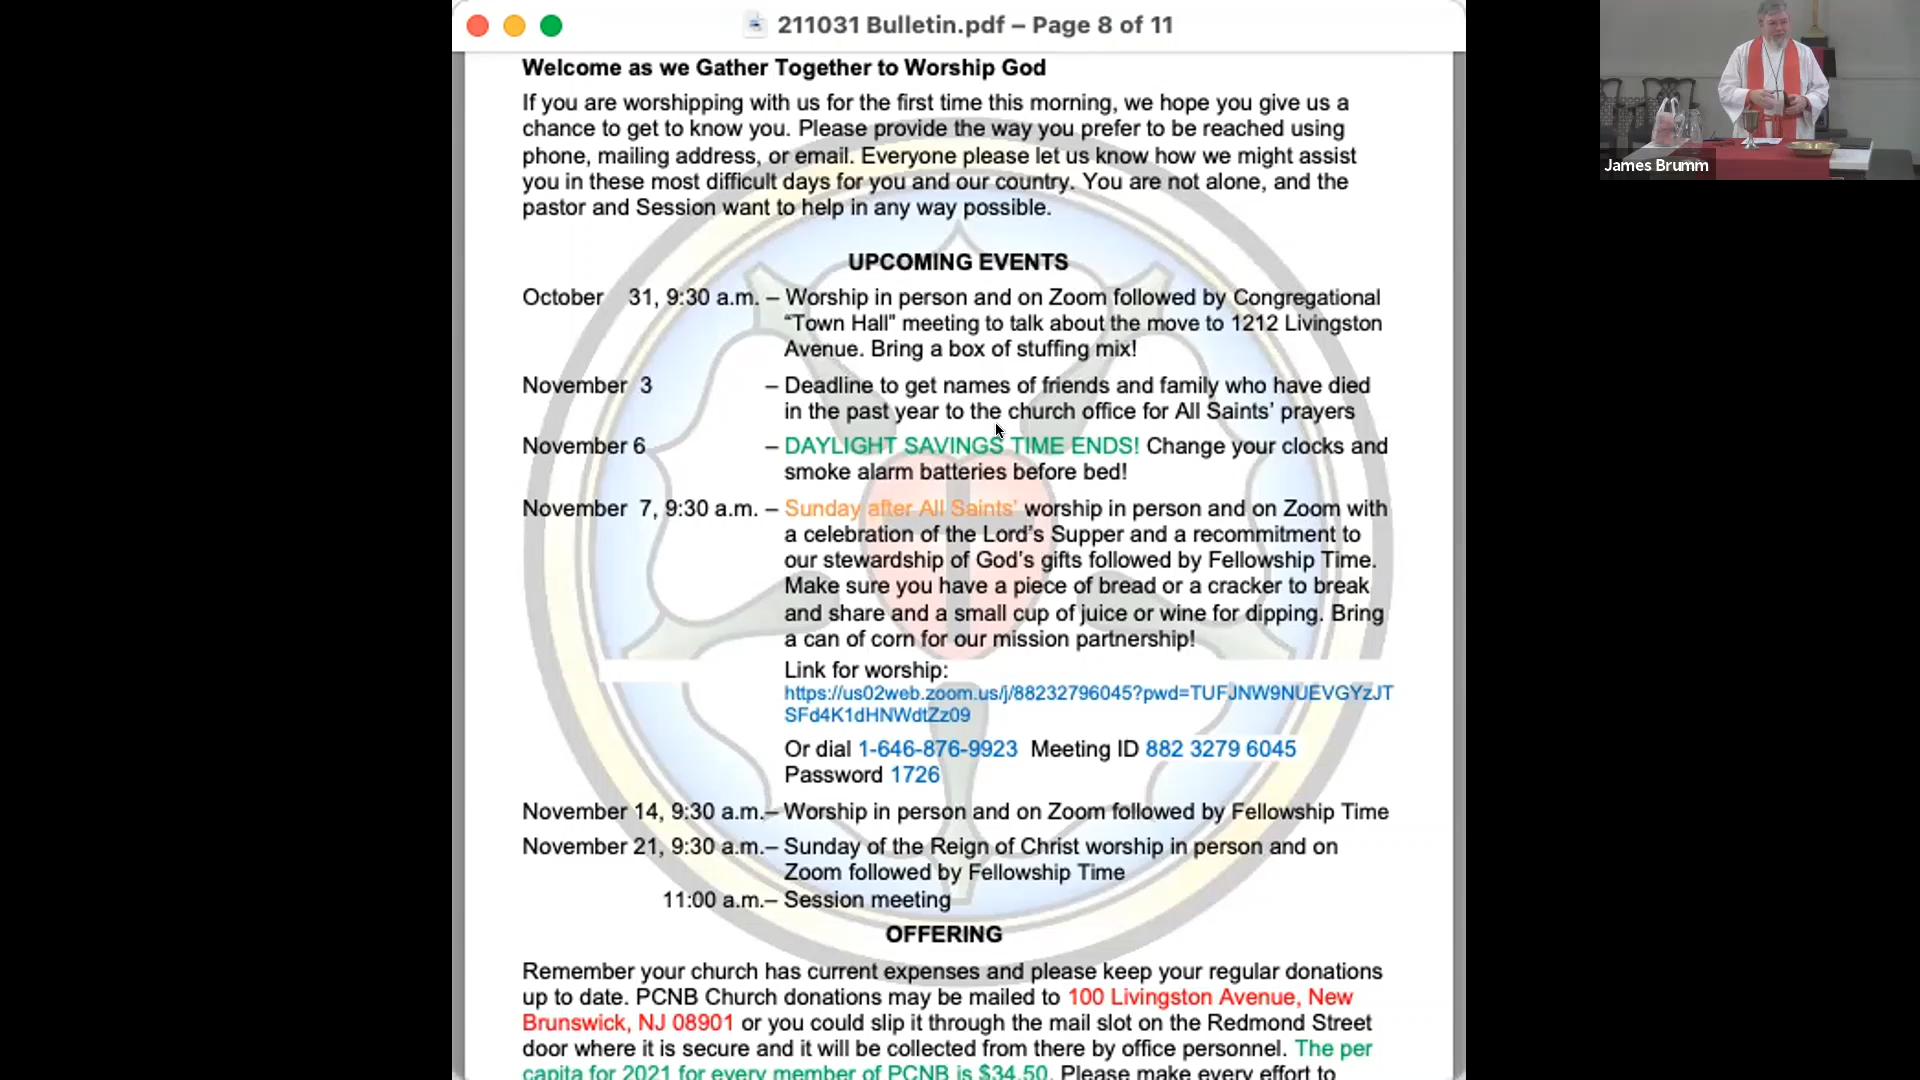 211031 Bulletin.pdf – Page 8 of 11
James Brumm
Welcome as we Gather Together to Worship God
If you are worshipping with us for the first time this morning, we hope you give us a
chance to get to know you. Please provide the way you prefer to be reached using
phone, mailing address, or email. Everyone please let us know how we might assist
you in these most difficult days for you and our country. You are not alone, and the
pastor and Session want to help in any way possible.
UPCOMING EVENTS
October 31, 9:30 a.m. – Worship in person and on Zoom followed by Congregational
“Town Hall” meeting to talk about the move to 1212 Livingston
Avenue. Bring a box of stuffing mix!
November 3 – Deadline to get names of friends and family who have died
in the past year to the church office for All Saints’ prayers
November 6 – DAYLIGHT SAVINGS TIME ENDS! Change your clocks and
smoke alarm batteries before bed!
November 7, 9:30 a.m. – Sunday after All Saints’ worship in person and on Zoom with
a celebration of the Lord’s Supper and a recommitment to
our stewardship of God’s gifts followed by Fellowship Time.
Make sure you have a piece of bread or a cracker to break
and share and a small cup of juice or wine for dipping. Bring
a can of corn for our mission partnership!
Link for worship:
https://us02web.zoom.us/j/88232796045?pwd=TUFJNW9NUEVGYzJT
SFd4K1dHNWdtZz09
Or dial 1-646-876-9923 Meeting ID 882 3279 6045
Password 1726
November 14, 9:30 a.m.– Worship in person and on Zoom followed by Fellowship Time
November 21, 9:30 a.m.– Sunday of the Reign of Christ worship in person and on
Zoom followed by Fellowship Time
11:00 a.m.– Session meeting
OFFERING
Remember your church has current expenses and please keep your regular donations
up to date. PCNB Church donations may be mailed to 100 Livingston Avenue, New
Brunswick, NJ 08901 or you could slip it through the mail slot on the Redmond Street
door where it is secure and it will be collected from there by office personnel. The per
capita for 2021 for every member of PCNB is $34.50. Please make every effort to